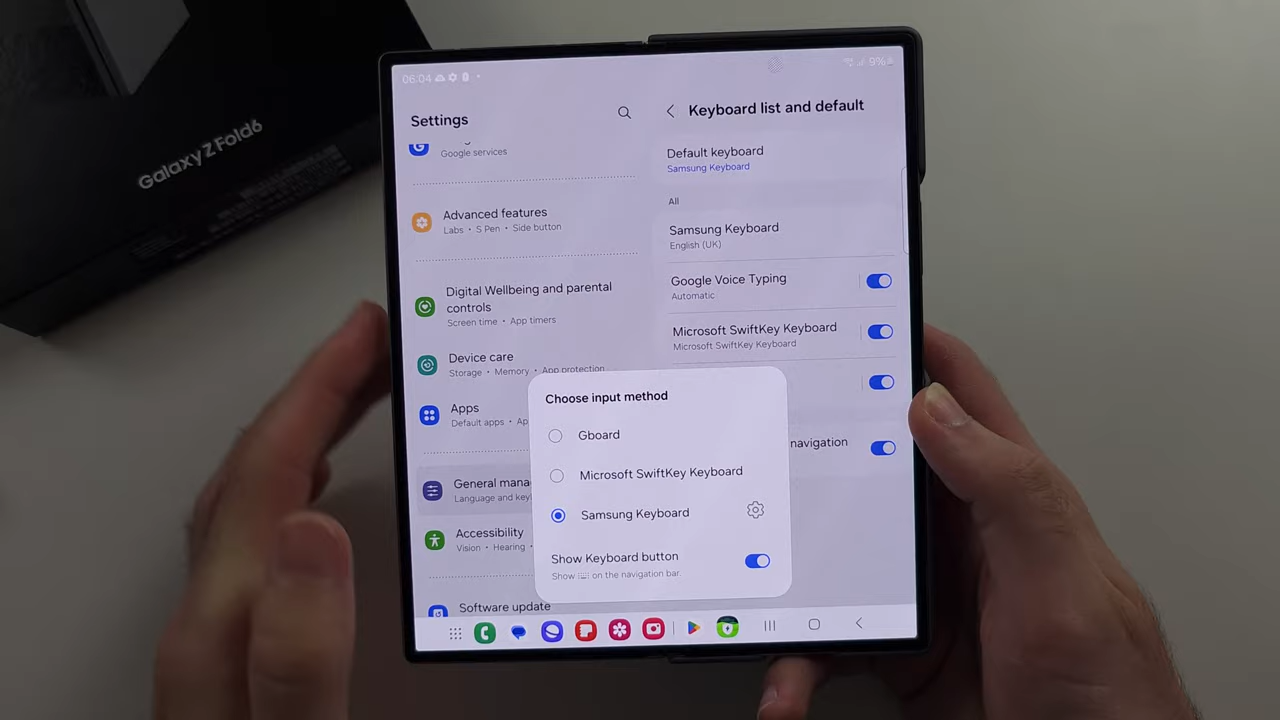 Galaxy Z Fold6
06:04
9%
Settings
Google services
Advanced features
Labs • S Pen • Side button
Digital Wellbeing and parental
controls
Screen time • App timers
Device care
Storage • Memory • App protection
Apps
Default apps • Ap
General mana
Language and key
Accessibility
Vision • Hearing •
Software update
Keyboard list and default
Default keyboard
Samsung Keyboard
All
Samsung Keyboard
English (UK)
Google Voice Typing
Automatic
Microsoft SwiftKey Keyboard
Microsoft SwiftKey Keyboard
navigation
Choose input method
Gboard
Microsoft SwiftKey Keyboard
Samsung Keyboard
Show Keyboard button
Show on the navigation bar.